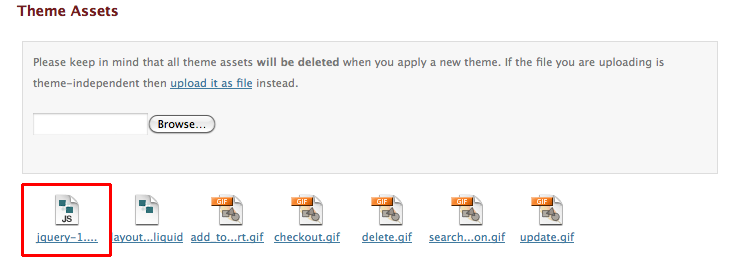 Theme Assets
Please keep in mind that all theme assets will be deleted when you apply a new theme. If the file you are uploading is
theme-independent then upload it as file instead.
Browse...
JS GIF GIF GIF GIF GIF
jquery-1.... layout...liquid add_to...rt.gif checkout.gif delete.gif search...on.gif update.gif